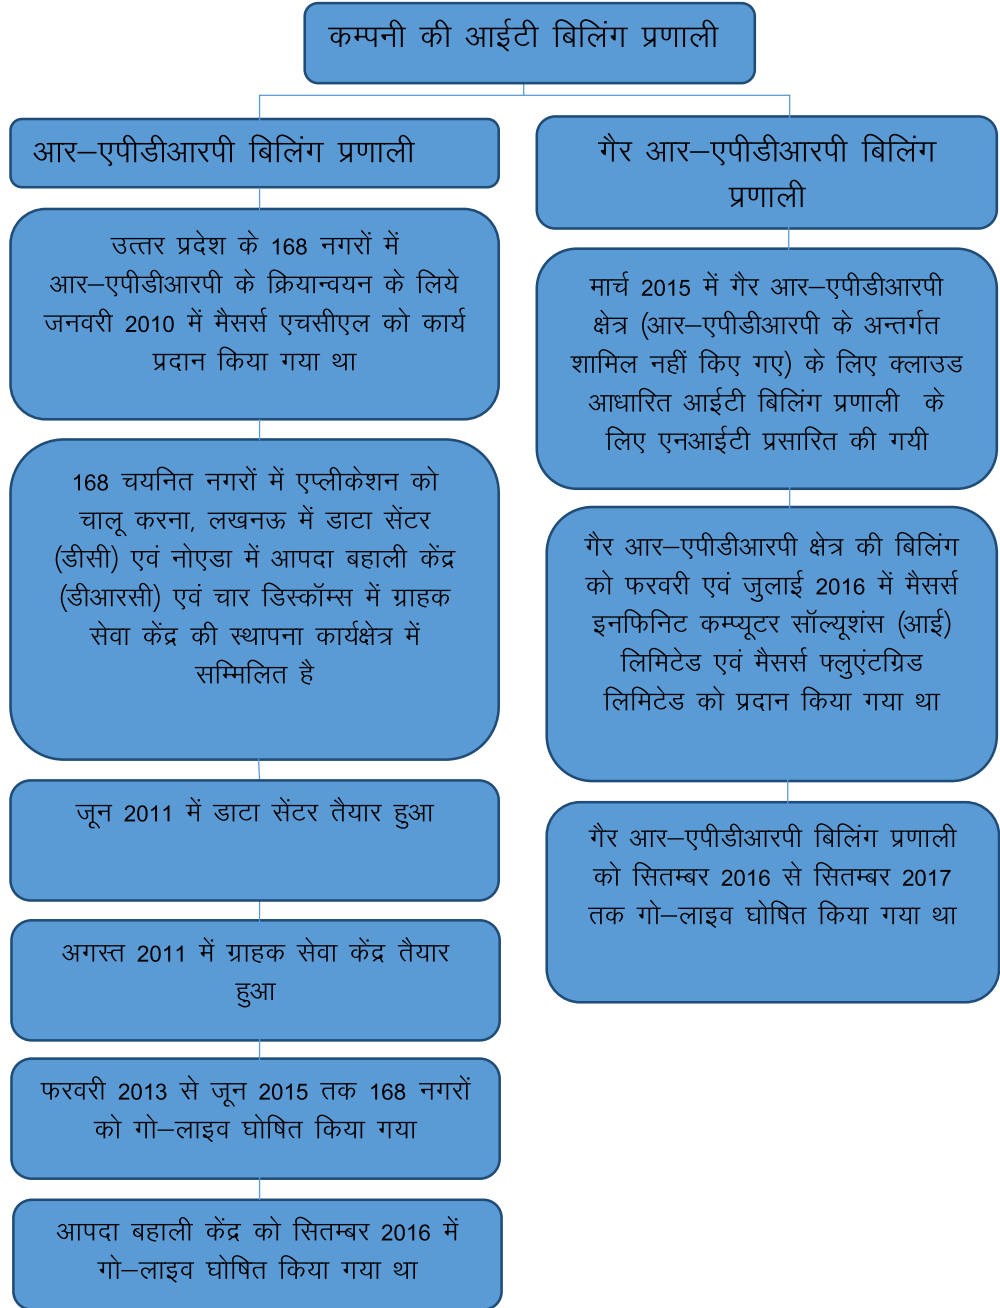 कम्पनी की आईटी बिलिंग प्रणाली
आर–एपीडीआरपी बिलिंग प्रणाली
उत्तर प्रदेश के 168 नगरों में
आर–एपीडीआरपी के क्रियान्वयन के लिये
जनवरी 2010 में मैसर्स एचसीएल को कार्य
प्रदान किया गया था
168 चयनित नगरों में एप्लीकेशन को
चालू करना, लखनऊ में डाटा सेंटर
(डीसी) एवं नोएडा में आपदा बहाली केंद्र
(डीआरसी) एवं चार डिस्कॉम्स में ग्राहक
सेवा केंद्र की स्थापना कार्यक्षेत्र में
सम्मिलित है
जून 2011 में डाटा सेंटर तैयार हुआ
अगस्त 2011 में ग्राहक सेवा केंद्र तैयार
हुआ
फरवरी 2013 से जून 2015 तक 168 नगरों
को गो–लाइव घोषित किया गया
आपदा बहाली केंद्र को सितम्बर 2016 में
गो–लाइव घोषित किया गया था
गैर आर–एपीडीआरपी बिलिंग
प्रणाली
मार्च 2015 में गैर आर–एपीडीआरपी
क्षेत्र (आर–एपीडीआरपी के अन्तर्गत
शामिल नहीं किए गए) के लिए क्लाउड
आधारित आईटी बिलिंग प्रणाली के
लिए एनआईटी प्रसारित की गयी
गैर आर–एपीडीआरपी क्षेत्र की बिलिंग
को फरवरी एवं जुलाई 2016 में मैसर्स
इनफिनिट कम्प्यूटर सॉल्यूशंस (आई)
लिमिटेड एवं मैसर्स फ्लुएंटग्रिड
लिमिटेड को प्रदान किया गया था
गैर आर–एपीडीआरपी बिलिंग प्रणाली
को सितम्बर 2016 से सितम्बर 2017
तक गो–लाइव घोषित किया गया था